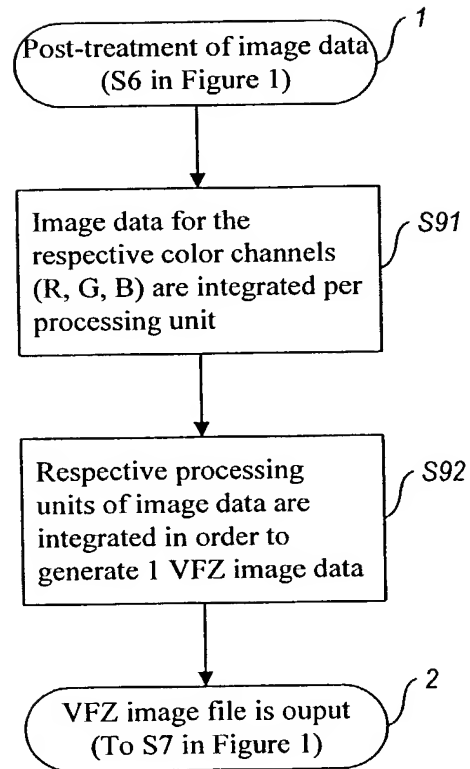 1
Post-treatment of image data
(S6 in Figure 1)
S91
Image data for the
respective color channels
(R, G, B) are integrated per
processing unit
S92
Respective processing
units of image data are
integrated in order to
generate 1 VFZ image data
2
VFZ image file is ouput
(To S7 in Figure 1)